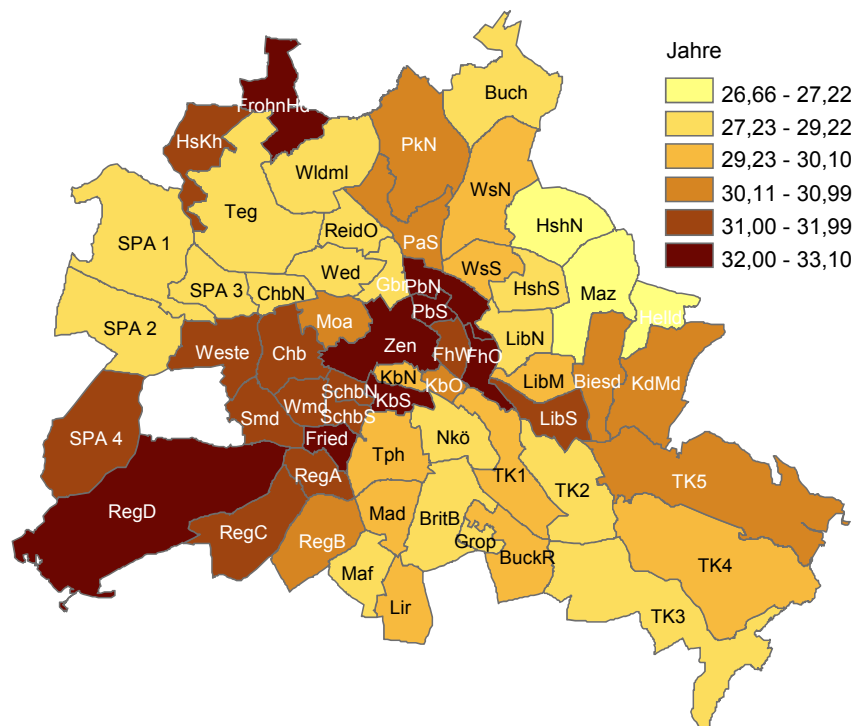 Jahre
26,66 - 27,22
27,23 - 29,22
29,23 - 30,10
30,11 - 30,99
31,00 - 31,99
32,00 - 33,10
Buch
FrohnHd
HsKh
PkN
Wldml
WsN
Teg
HshN
ReidO
SPA 1
PaS
WsS
Wed
Gbr
PbN
HshS
Maz
Helld
SPA 3
ChbN
PbS
Moa
SPA 2
LibN
Zen
Weste
Chb
FhW
FhO
KbN
KbO
LibM
Biesd
KdMd
SchbN
KbS
Wmd
SchbS
LibS
Smd
SPA 4
Fried
Nkö
Tph
RegA
TK1
TK2
TK5
RegD
Mad
BritB
RegC
RegB
Grop
BuckR
TK4
Maf
Lir
TK3